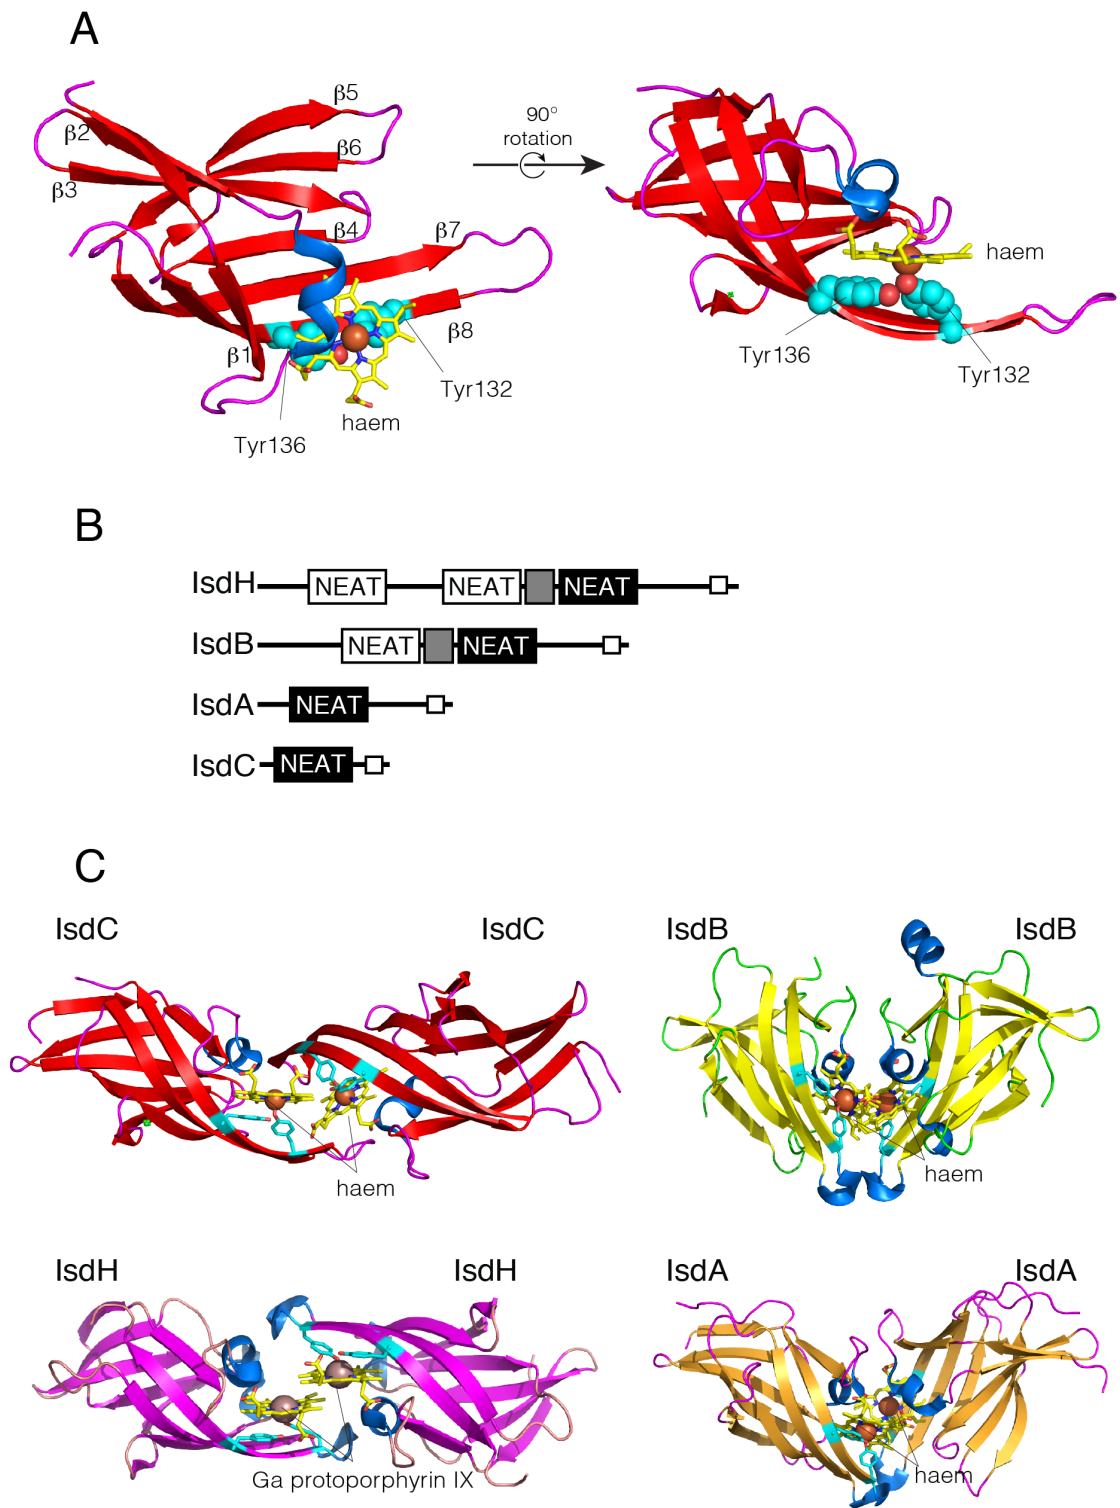 A
β5
β2
β6
β3
β4
β7
β1
β8
Tyr132
haem
Tyr136
90°
rotation
haem
Tyr136
Tyr132
B
IsdH NEAT NEAT NEAT
IsdB NEAT NEAT
IsdA NEAT
IsdC NEAT
C
IsdC IsdC
haem
IsdB IsdB
haem
IsdH IsdH
Ga protoporphyrin IX
IsdA IsdA
haem